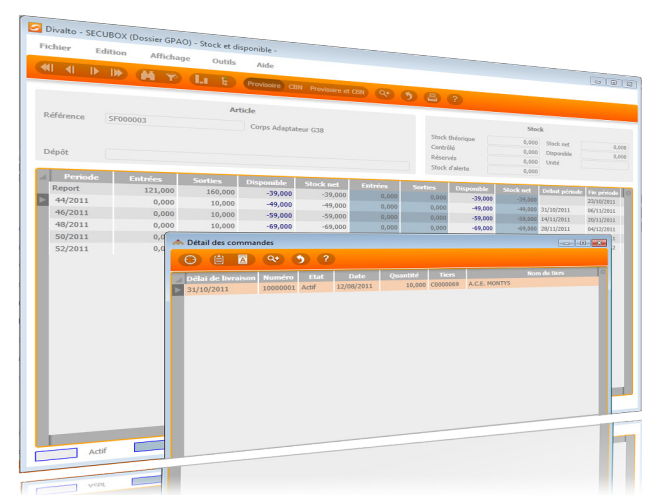 Divalto - SECUBOX (Dossier GPAO) - Stock et disponible -
Fichier Edition Affichage Outils Aide
Provisoire CBN Provisoire et CBN
Article
Référence SF000003 Corps Adaptateur G38
Dépôt
Stock
Stock théorique 0,000 Stock net 0,000
Contrôlé 0,000 Disponible 0,000
Réservés 0,000 Unité
Stock d'alerte 0,000
Periode Entrées Sorties Disponible Stock net Entrées Sorties Disponible Stock net Début période Fin période
Report 121,000 160,000 -39,000 -39,000 0,000 0,000 -39,000 -39,000 23/10/2011
44/2011 0,000 10,000 -49,000 -49,000 0,000 0,000 -49,000 -49,000 31/10/2011 06/11/2011
46/2011 0,000 10,000 -59,000 -59,000 0,000 0,000 -59,000 -59,000 14/11/2011 20/11/2011
48/2011 0,000 10,000 -69,000 -69,000 0,000 0,000 -69,000 -69,000 28/11/2011 04/12/2011
50/2011
52/2011
Détail des commandes
Délai de livraison Numéro Etat Date Quantité Tiers Nom du tiers
31/10/2011 10000001 Actif 12/08/2011 10,000 C0000069 A.C.E. MONTYS
Actif